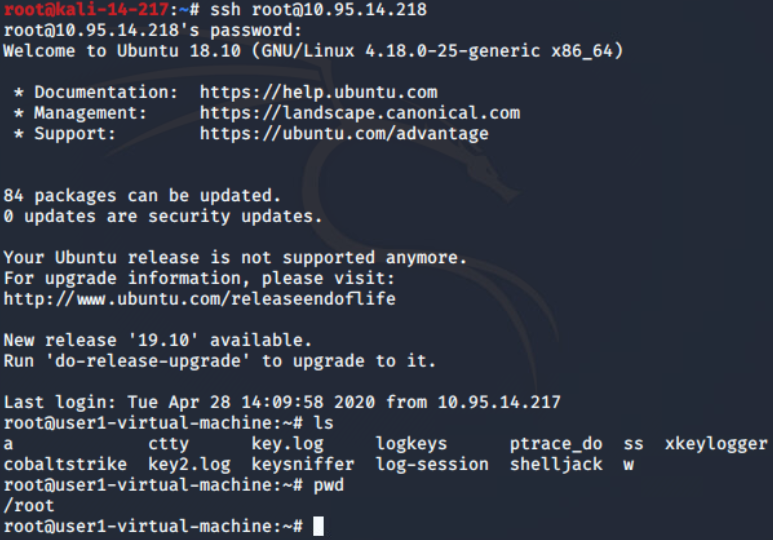 root@kali-14-217:~# ssh root@10.95.14.218
root@10.95.14.218's password:
Welcome to Ubuntu 18.10 (GNU/Linux 4.18.0-25-generic x86_64)
* Documentation:  https://help.ubuntu.com
* Management:     https://landscape.canonical.com
* Support:        https://ubuntu.com/advantage
84 packages can be updated.
0 updates are security updates.
Your Ubuntu release is not supported anymore.
For upgrade information, please visit:
http://www.ubuntu.com/releaseendoflife
New release '19.10' available.
Run 'do-release-upgrade' to upgrade to it.
Last login: Tue Apr 28 14:09:58 2020 from 10.95.14.217
root@user1-virtual-machine:~# ls
a             ctty      key.log     logkeys      ptrace_do  ss  xkeylogger
cobaltstrike  key2.log  keysniffer  log-session  shelljack  w
root@user1-virtual-machine:~# pwd
/root
root@user1-virtual-machine:~#